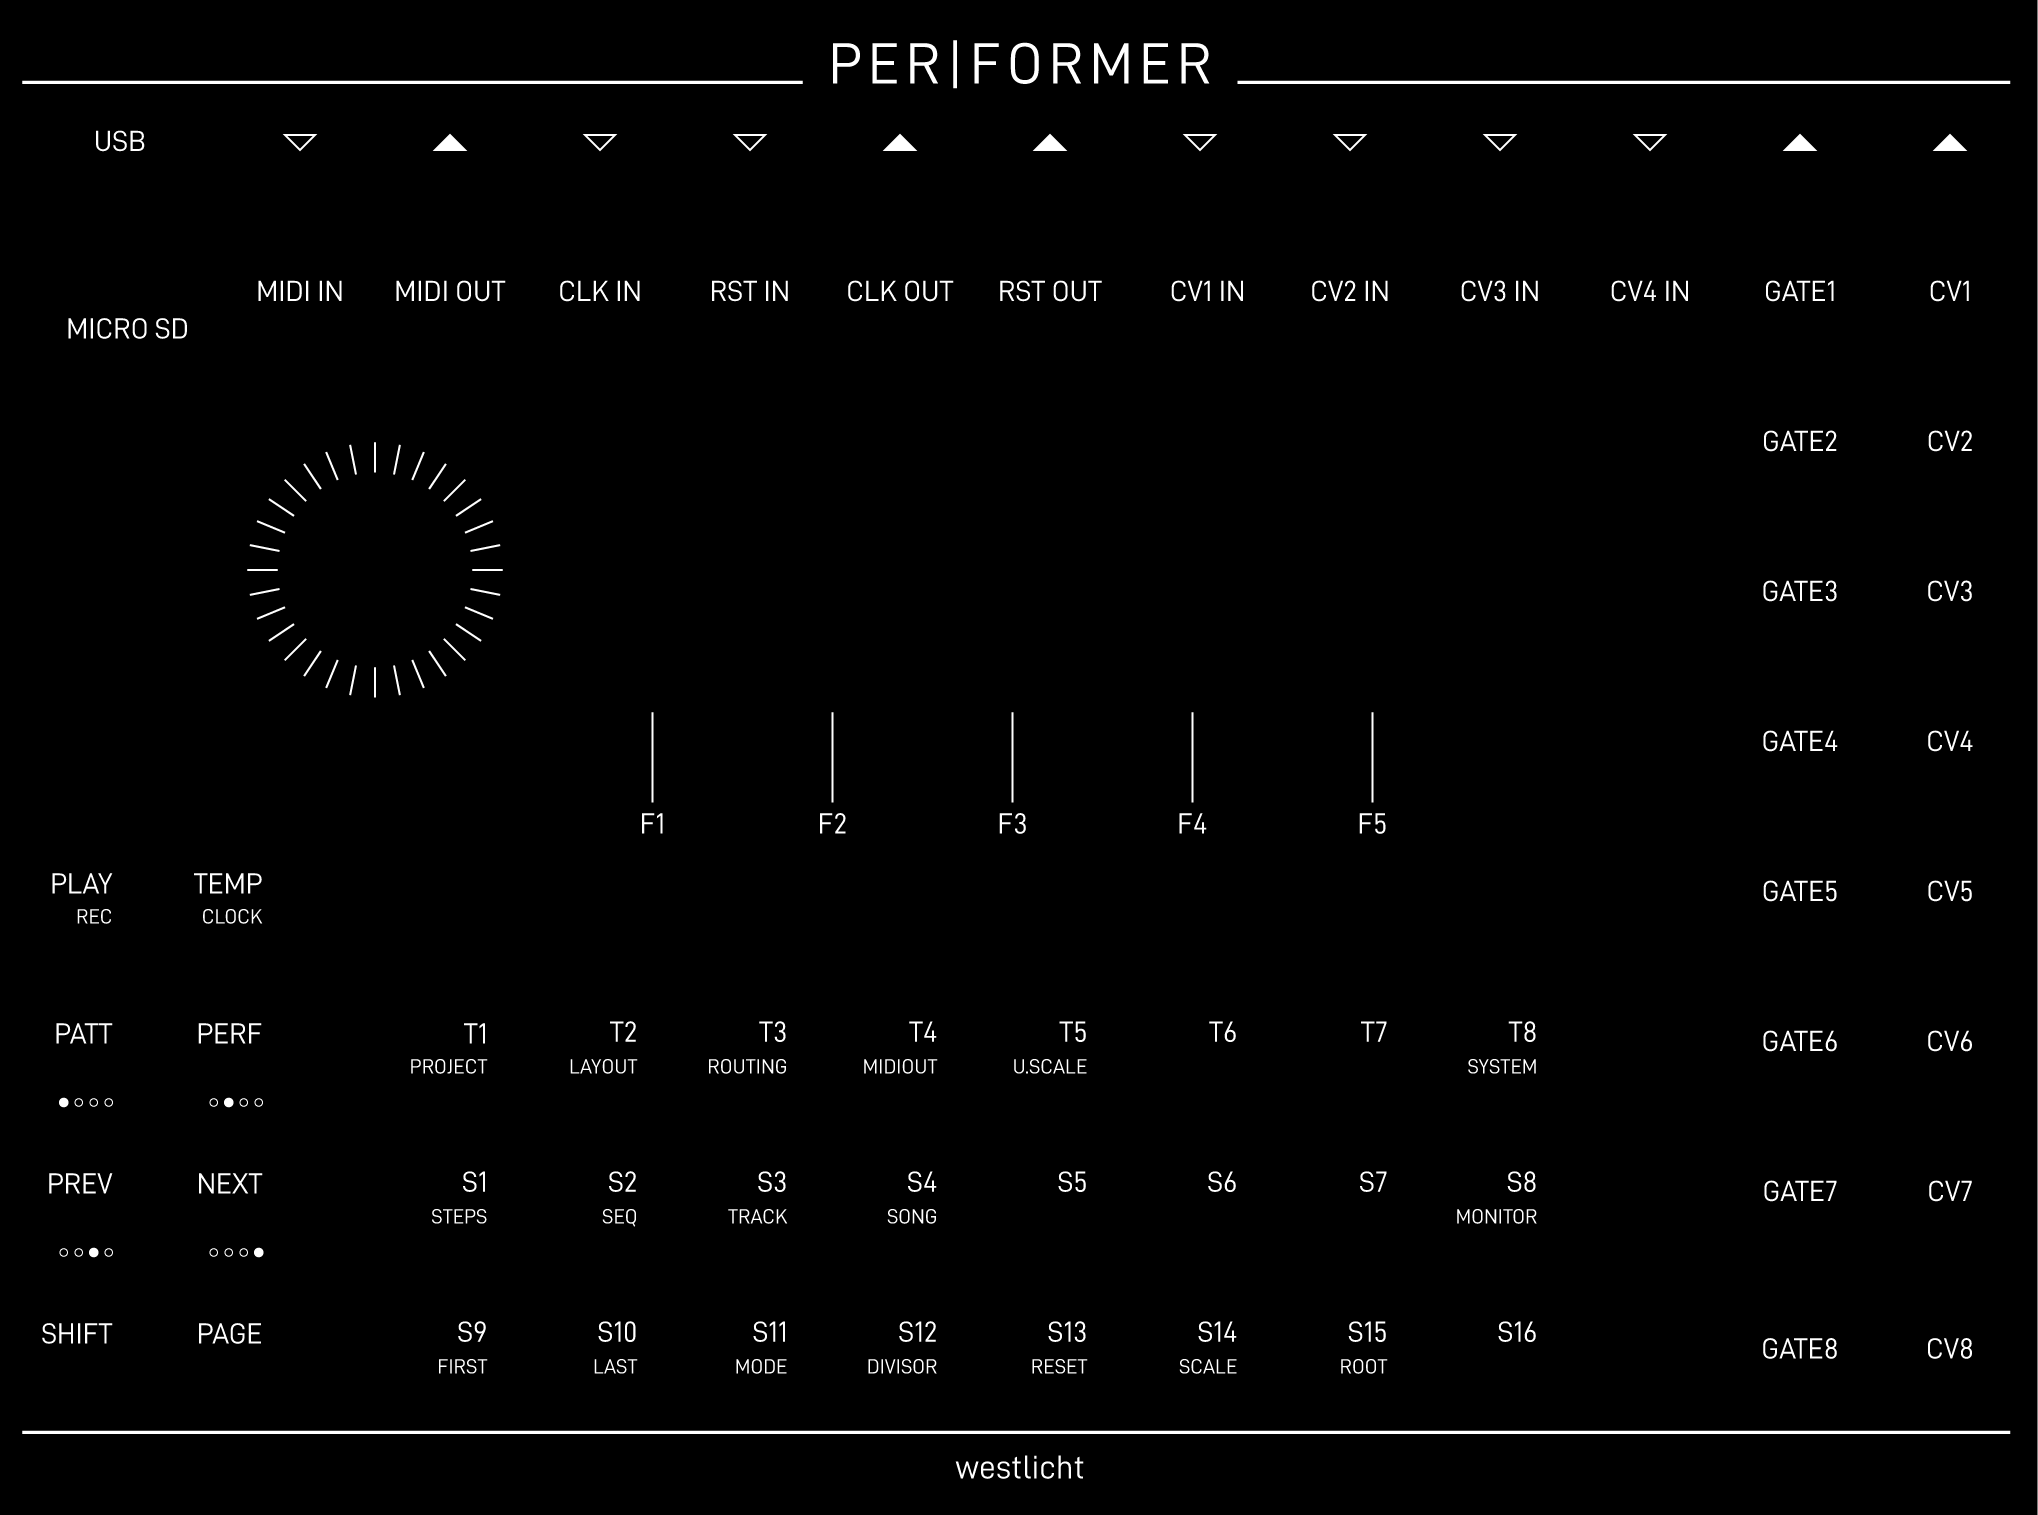 PER|FORMER
USB
MIDI IN MIDI OUT CLK IN RST IN CLK OUT RST OUT CV1 IN CV2 IN CV3 IN CV4 IN GATE1 CV1
MICRO SD
GATE2 CV2
GATE3 CV3
GATE4 CV4
F1 F2 F3 F4 F5
PLAY TEMP GATE5 CV5
REC CLOCK
PATT PERF T1 T2 T3 T4 T5 T6 T7 T8 GATE6 CV6
PROJECT LAYOUT ROUTING MIDIOUT U.SCALE SYSTEM
PREV NEXT S1 S2 S3 S4 S5 S6 S7 S8 GATE7 CV7
STEPS SEQ TRACK SONG MONITOR
SHIFT PAGE S9 S10 S11 S12 S13 S14 S15 S16 GATE8 CV8
FIRST LAST MODE DIVISOR RESET SCALE ROOT
westlicht